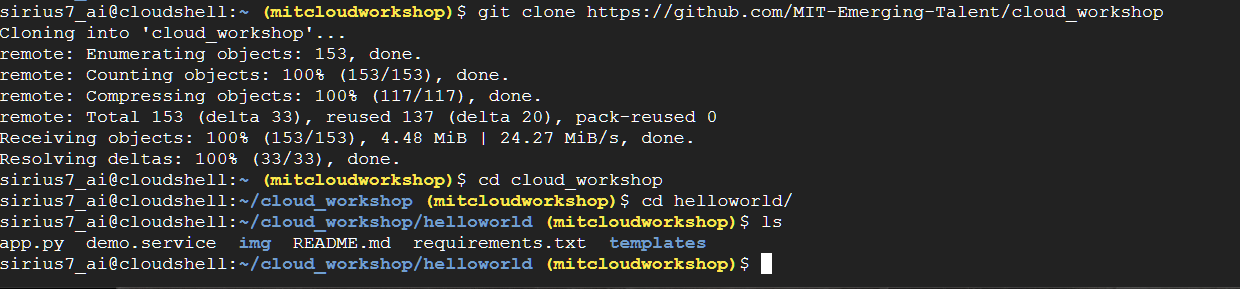 sirius7_ai@cloudshell:~ (mitcloudworkshop)$ git clone https://github.com/MIT-Emerging-Talent/cloud_workshop
Cloning into 'cloud_workshop'...
remote: Enumerating objects: 153, done.
remote: Counting objects: 100% (153/153), done.
remote: Compressing objects: 100% (117/117), done.
remote: Total 153 (delta 33), reused 137 (delta 20), pack-reused 0
Receiving objects: 100% (153/153), 4.48 MiB | 24.27 MiB/s, done.
Resolving deltas: 100% (33/33), done.
sirius7_ai@cloudshell:~ (mitcloudworkshop)$ cd cloud_workshop
sirius7_ai@cloudshell:~/cloud_workshop (mitcloudworkshop)$ cd helloworld/
sirius7_ai@cloudshell:~/cloud_workshop/helloworld (mitcloudworkshop)$ ls
app.py  demo.service  img  README.md  requirements.txt  templates
sirius7_ai@cloudshell:~/cloud_workshop/helloworld (mitcloudworkshop)$